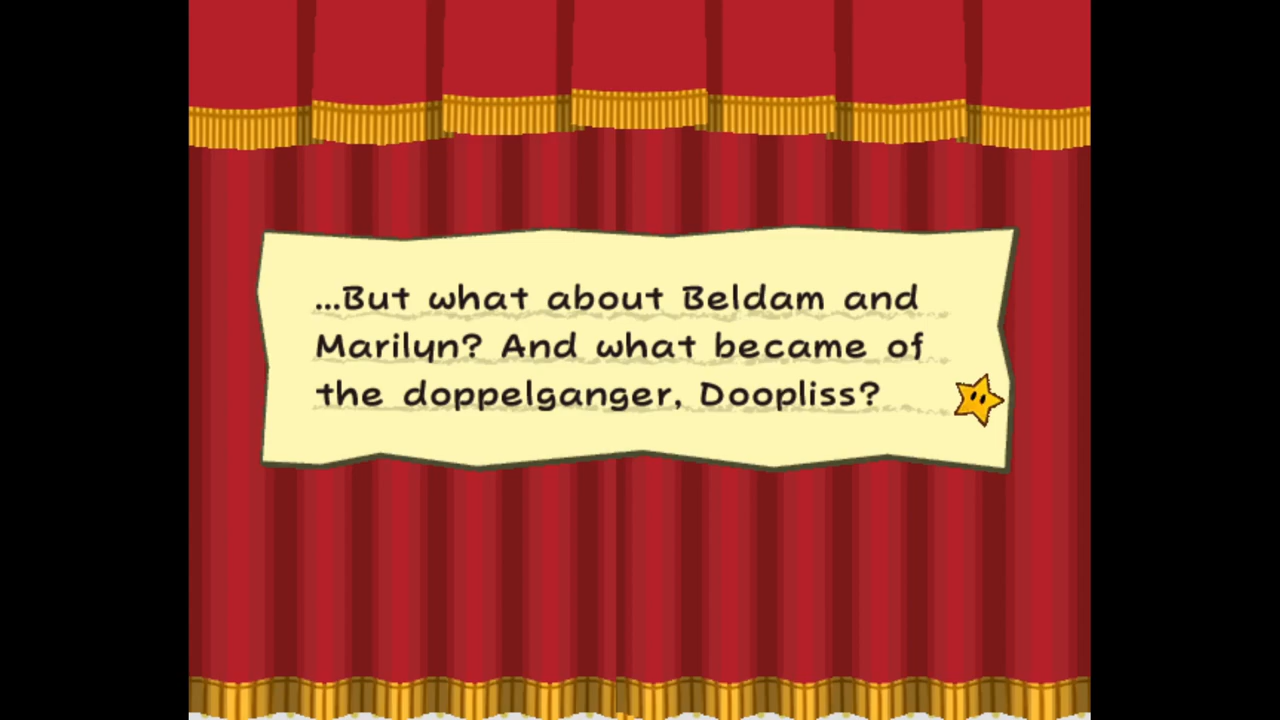 ...But what about Beldam and
Marilyn? And what became of
the doppelganger, Doopliss?